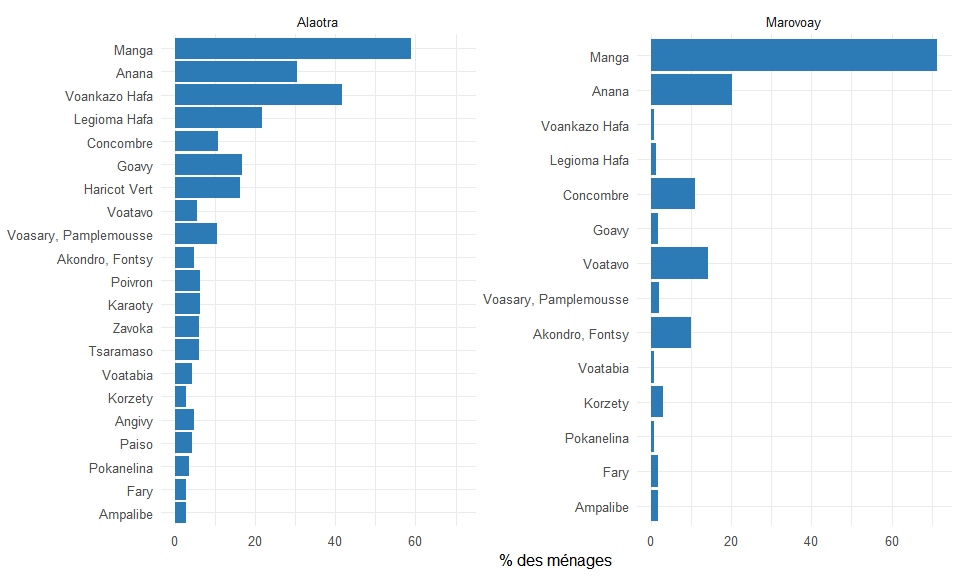 Alaotra
Manga
Anana
Voankazo Hafa
Legioma Hafa
Concombre
Goavy
Haricot Vert
Voatavo
Voasary, Pamplemousse
Akondro, Fontsy
Poivron
Karaoty
Zavoka
Tsaramaso
Voatabia
Korzety
Angivy
Paiso
Pokanelina
Fary
Ampalibe
0 20 40 60
Marovoay
Manga
Anana
Voankazo Hafa
Legioma Hafa
Concombre
Goavy
Voatavo
Voasary, Pamplemousse
Akondro, Fontsy
Voatabia
Korzety
Pokanelina
Fary
Ampalibe
0 20 40 60
% des ménages